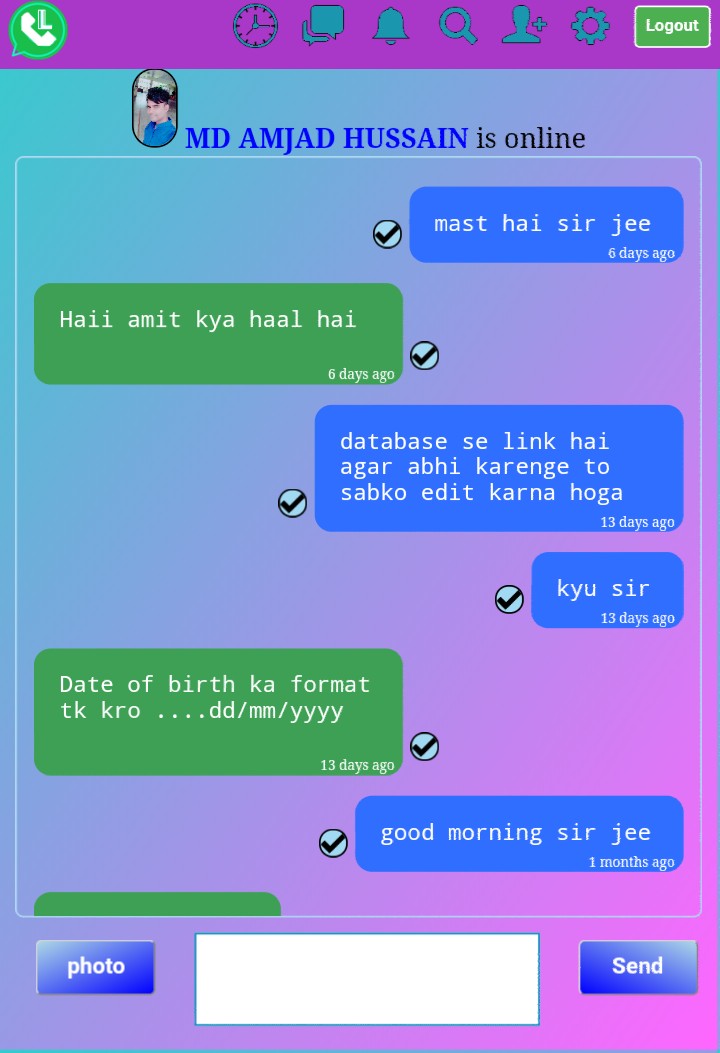 L
Logout
MD AMJAD HUSSAIN is online
mast hai sir jee
6 days ago
Haii amit kya haal hai
6 days ago
database se link hai
agar abhi karenge to
sabko edit karna hoga
13 days ago
kyu sir
13 days ago
Date of birth ka format
tk kro ....dd/mm/yyyy
13 days ago
good morning sir jee
1 months ago
photo
Send